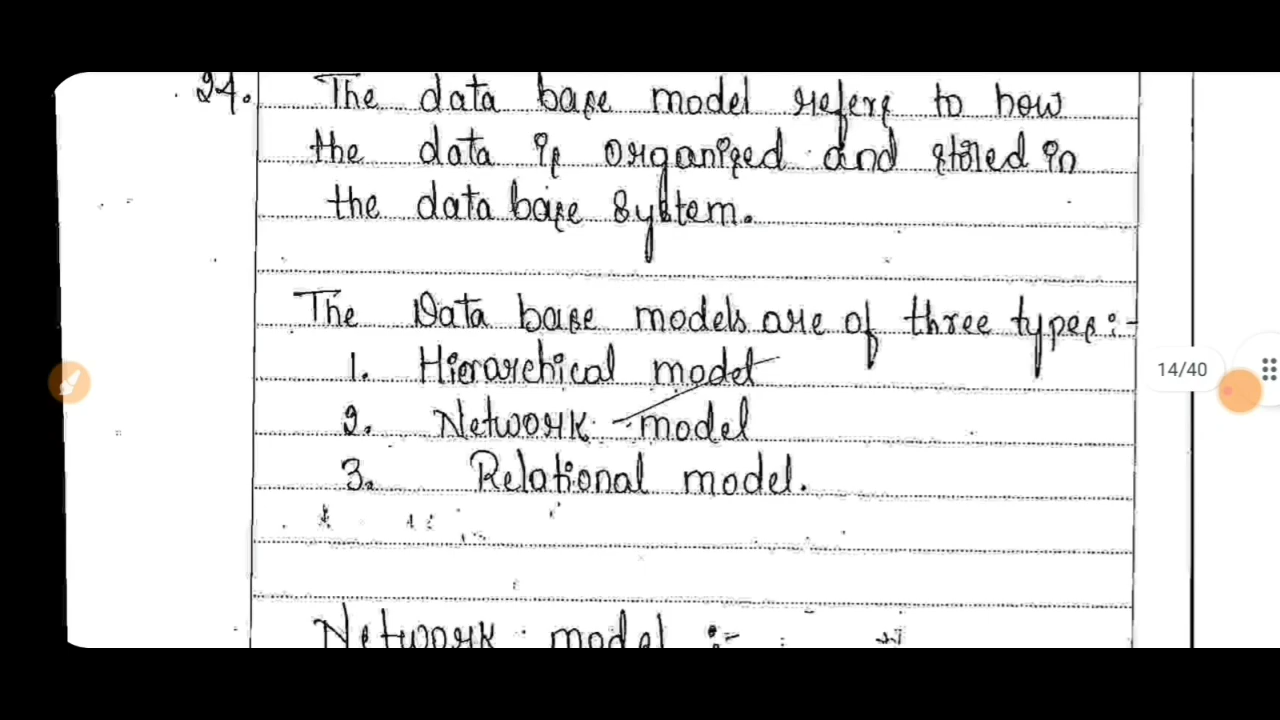 24. The data base model refers to how
the data is organised and stored in
the data base system.
The Data base models are of three types :-
1. Hierarchical model
2. Network model
3. Relational model.
14/40
Network model :-